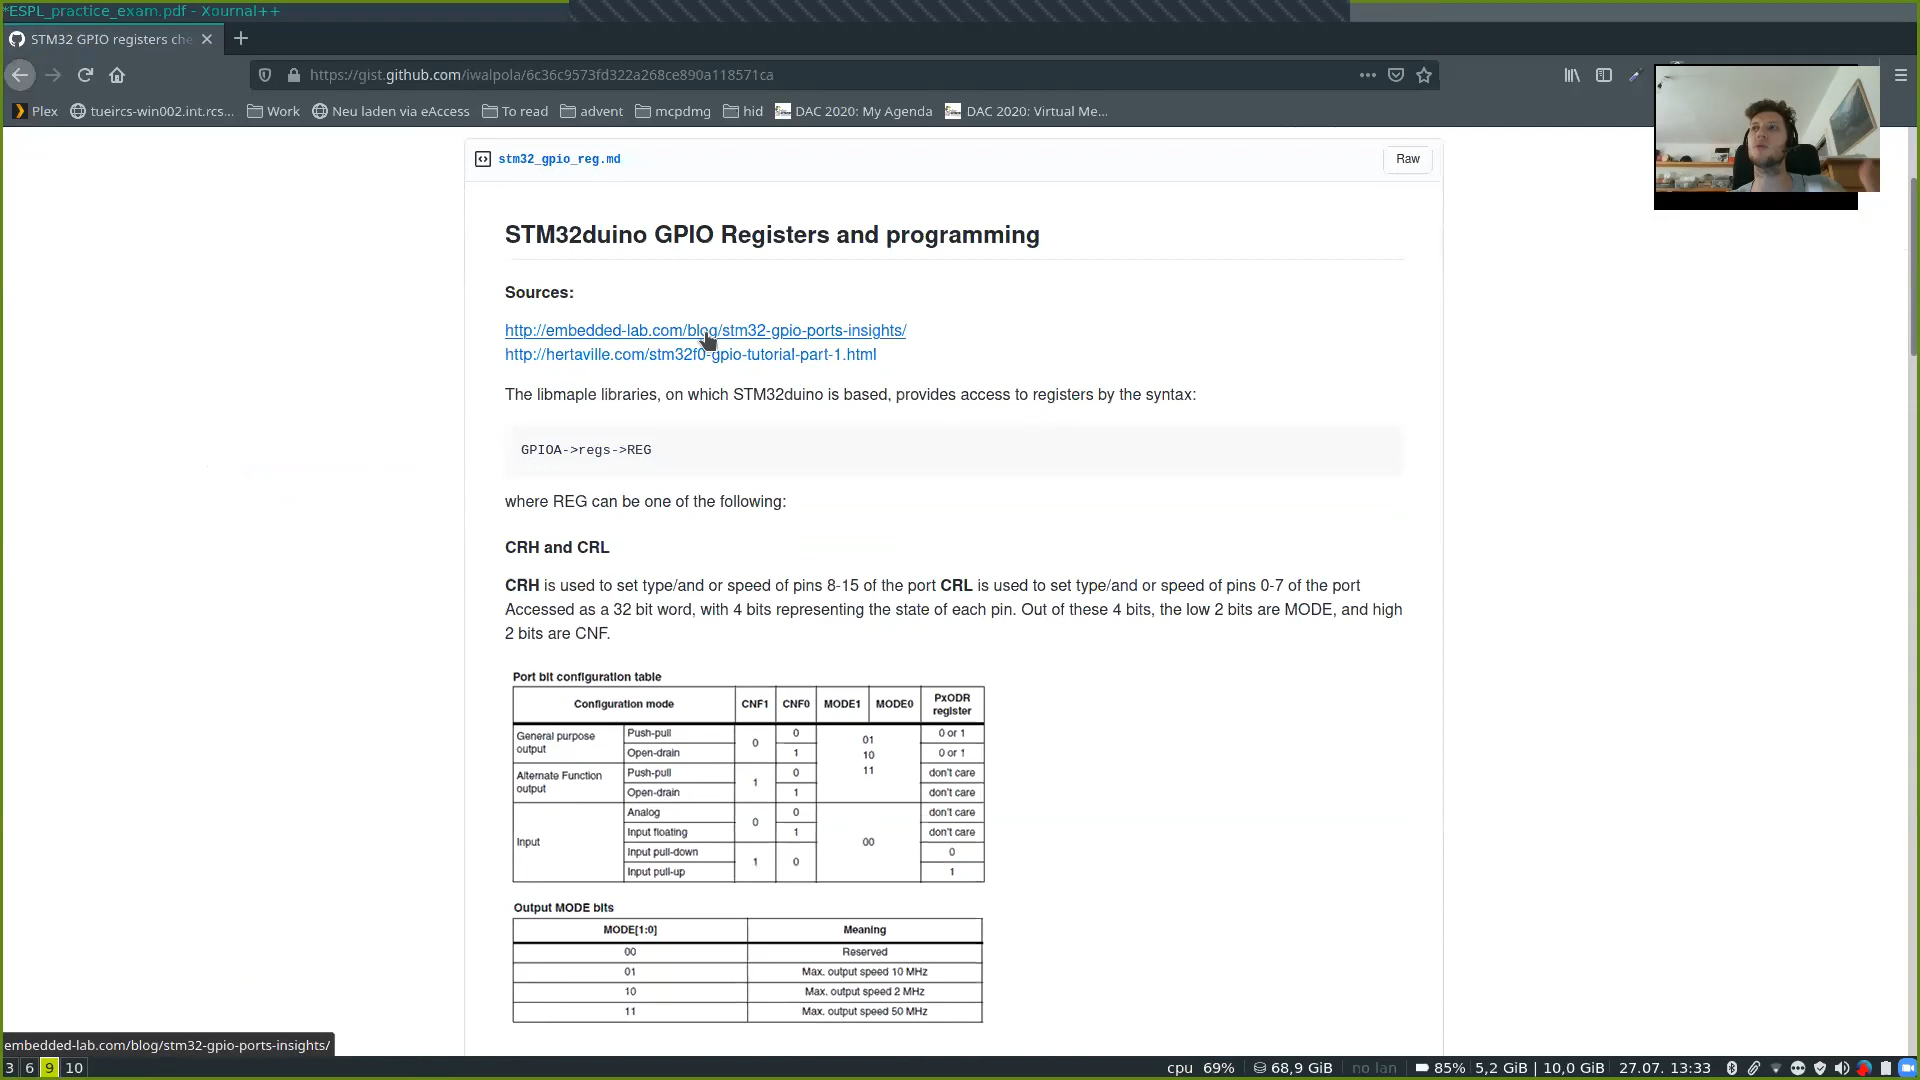 *ESPL_practice_exam.pdf - Xournal++
STM32 GPIO registers che
https://gist.github.com/iwalpola/6c36c9573fd322a268ce890a118571ca
Plex tueircs-win002.int.rcs... Work Neu laden via eAccess To read advent mcpdmg hid DAC 2020: My Agenda DAC 2020: Virtual Me...
stm32_gpio_reg.md Raw
STM32duino GPIO Registers and programming
Sources:
http://embedded-lab.com/blog/stm32-gpio-ports-insights/
http://hertaville.com/stm32f0-gpio-tutorial-part-1.html
The libmaple libraries, on which STM32duino is based, provides access to registers by the syntax:
GPIOA->regs->REG
where REG can be one of the following:
CRH and CRL
CRH is used to set type/and or speed of pins 8-15 of the port CRL is used to set type/and or speed of pins 0-7 of the port
Accessed as a 32 bit word, with 4 bits representing the state of each pin. Out of these 4 bits, the low 2 bits are MODE, and high
2 bits are CNF.
Port bit configuration table
Configuration mode CNF1 CNF0 MODE1 MODE0 PxODR register
General purpose output Push-pull 0 0 01 10 11 0 or 1
Open-drain 1 0 or 1
Alternate Function output Push-pull 1 0 don't care
Open-drain 1 don't care
Input Analog 0 0 00 don't care
Input floating 1 don't care
Input pull-down 1 0 0
Input pull-up 1
Output MODE bits
MODE[1:0] Meaning
00 Reserved
01 Max. output speed 10 MHz
10 Max. output speed 2 MHz
11 Max. output speed 50 MHz
embedded-lab.com/blog/stm32-gpio-ports-insights/
3 6 9 10 cpu 69% 68,9 GiB no lan 85% 5,2 GiB | 10,0 GiB 27.07. 13:33